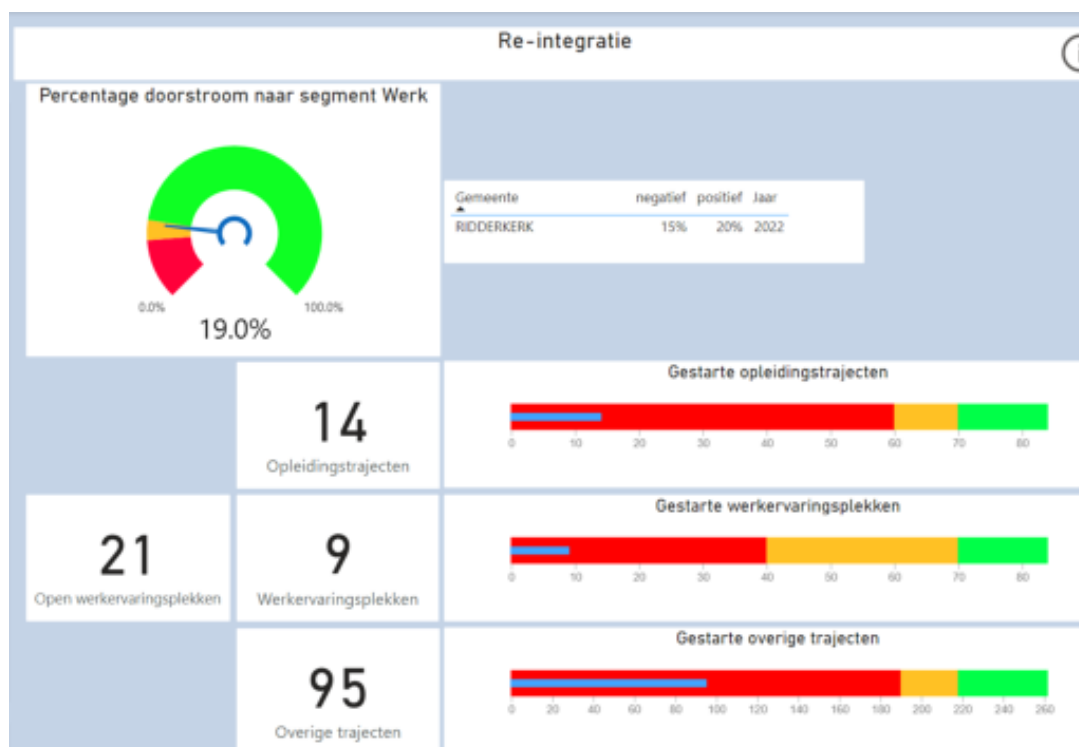 Re-integratie
Percentage doorstroom naar segment Werk
0.0%
100.0%
19.0%
Gemeente negatief positief Jaar
RIDDERKERK 15% 20% 2022
14
Opleidingstrajecten
Gestarte opleidingstrajecten
0 10 20 30 40 50 60 70 80
21
Open werkervaringsplekken
9
Werkervaringsplekken
Gestarte werkervaringsplekken
0 10 20 30 40 50 60 70 80
95
Overige trajecten
Gestarte overige trajecten
0 20 40 60 80 100 120 140 160 180 200 220 240 260